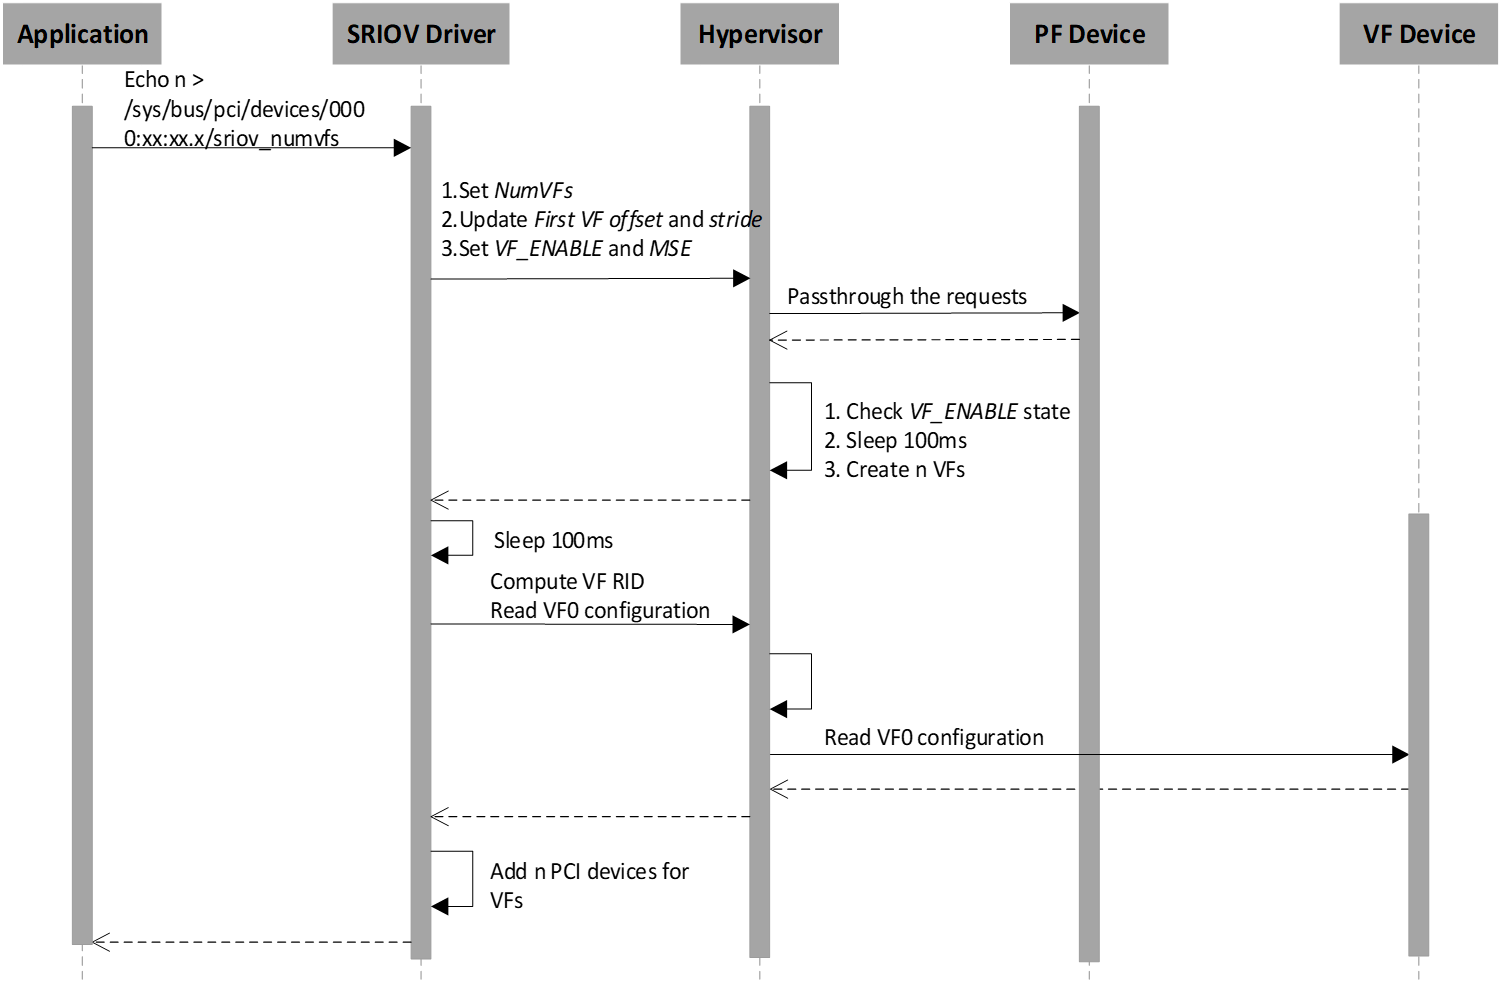 Application
SRIOV Driver
Hypervisor
PF Device
VF Device
Echo n >
/sys/bus/pci/devices/000
0:xx:xx.x/sriov_numvfs
1.Set NumVFs
2.Update First VF offset and stride
3.Set VF_ENABLE and MSE
Passthrough the requests
1. Check VF_ENABLE state
2. Sleep 100ms
3. Create n VFs
Sleep 100ms
Compute VF RID
Read VF0 configuration
Read VF0 configuration
Add n PCI devices for
VFs